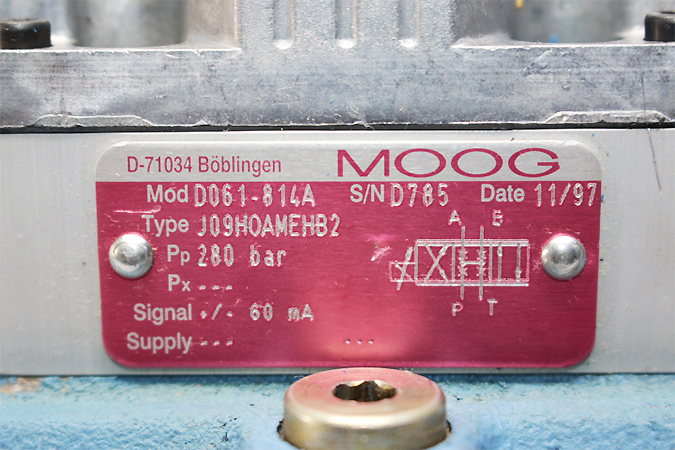 D-71034 Böblingen MOOG
Mod D061-814A S/N D785 Date 11/97
Type J09HOAMEHB2
Pp 280 bar
Px ---
Signal +/- 60 mA
Supply --- ...
A B
P T